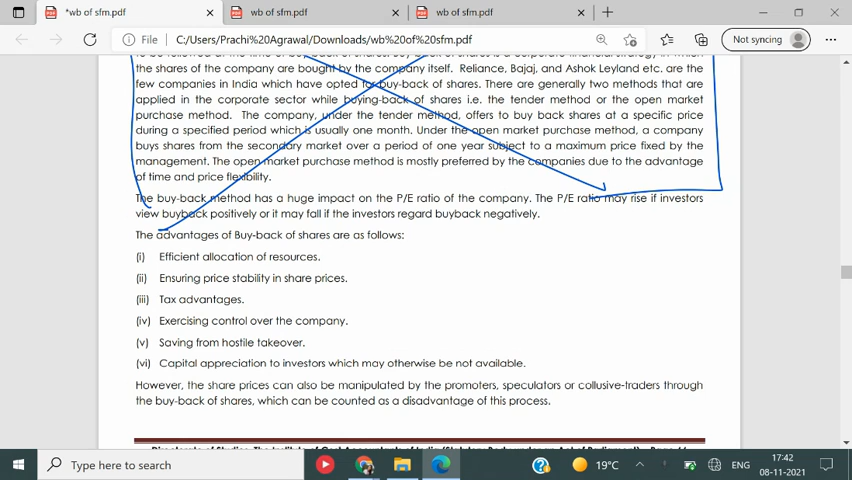 *wb of sfm.pdf
wb of sfm.pdf
wb of sfm.pdf
File C:/Users/Prachi%20Agrawal/Downloads/wb%20of%20sfm.pdf
Not syncing
the shares of the company are bought by the company itself. Reliance, Bajaj, and Ashok Leyland etc. are the
few companies in India which have opted for buy-back of shares. There are generally two methods that are
applied in the corporate sector while buying-back of shares i.e. the tender method or the open market
purchase method. The company, under the tender method, offers to buy back shares at a specific price
during a specified period which is usually one month. Under the open market purchase method, a company
buys shares from the secondary market over a period of one year subject to a maximum price fixed by the
management. The open market purchase method is mostly preferred by the companies due to the advantage
of time and price flexibility.
The buy-back method has a huge impact on the P/E ratio of the company. The P/E ratio may rise if investors
view buyback positively or it may fall if the investors regard buyback negatively.
The advantages of Buy-back of shares are as follows:
(i) Efficient allocation of resources.
(ii) Ensuring price stability in share prices.
(iii) Tax advantages.
(iv) Exercising control over the company.
(v) Saving from hostile takeover.
(vi) Capital appreciation to investors which may otherwise be not available.
However, the share prices can also be manipulated by the promoters, speculators or collusive-traders through
the buy-back of shares, which can be counted as a disadvantage of this process.
Type here to search
19°C
ENG
17:42
08-11-2021